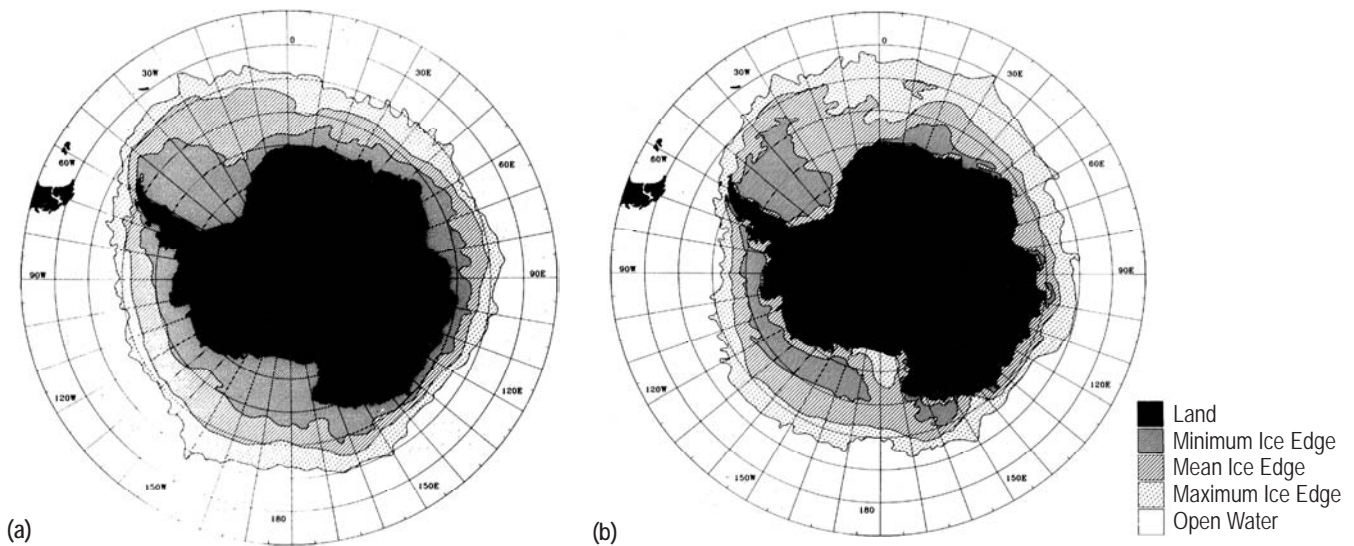 0
30W
30E
60W
60E
90W
90E
120W
120E
150W
150E
180
(a)
0
30W
30E
60W
60E
90W
90E
120W
120E
150W
150E
180
(b)
Land
Minimum Ice Edge
Mean Ice Edge
Maximum Ice Edge
Open Water